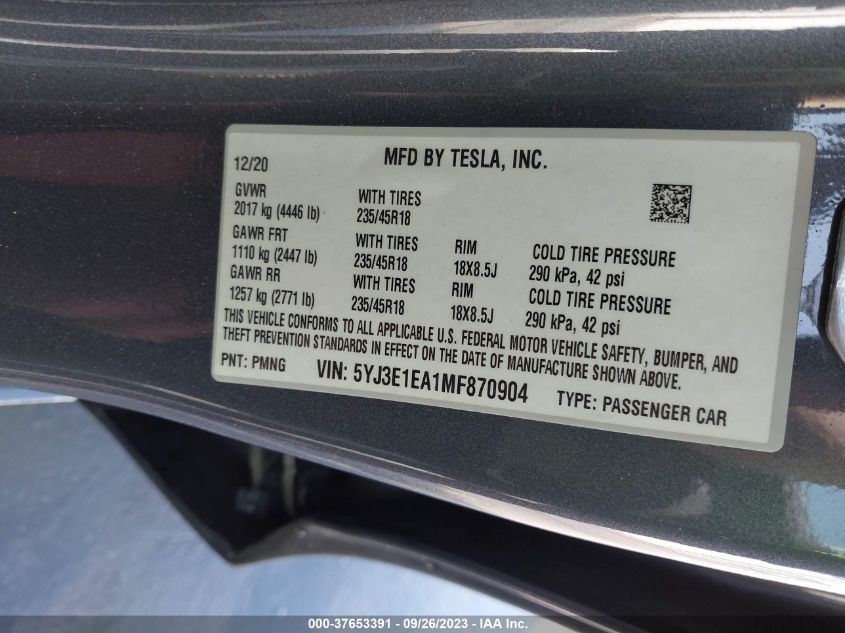 12/20 MFD BY TESLA, INC.
GVWR WITH TIRES
2017 kg (4446 lb) 235/45R18
GAWR FRT WITH TIRES RIM COLD TIRE PRESSURE
1110 kg (2447 lb) 235/45R18 18X8.5J 290 kPa, 42 psi
GAWR RR WITH TIRES RIM COLD TIRE PRESSURE
1257 kg (2771 lb) 235/45R18 18X8.5J 290 kPa, 42 psi
THIS VEHICLE CONFORMS TO ALL APPLICABLE U.S. FEDERAL MOTOR VEHICLE SAFETY, BUMPER, AND
THEFT PREVENTION STANDARDS IN EFFECT ON THE DATE OF MANUFACTURE SHOWN ABOVE.
PNT: PMNG VIN: 5YJ3E1EA1MF870904 TYPE: PASSENGER CAR
000-37653391 - 09/26/2023 - IAA Inc.